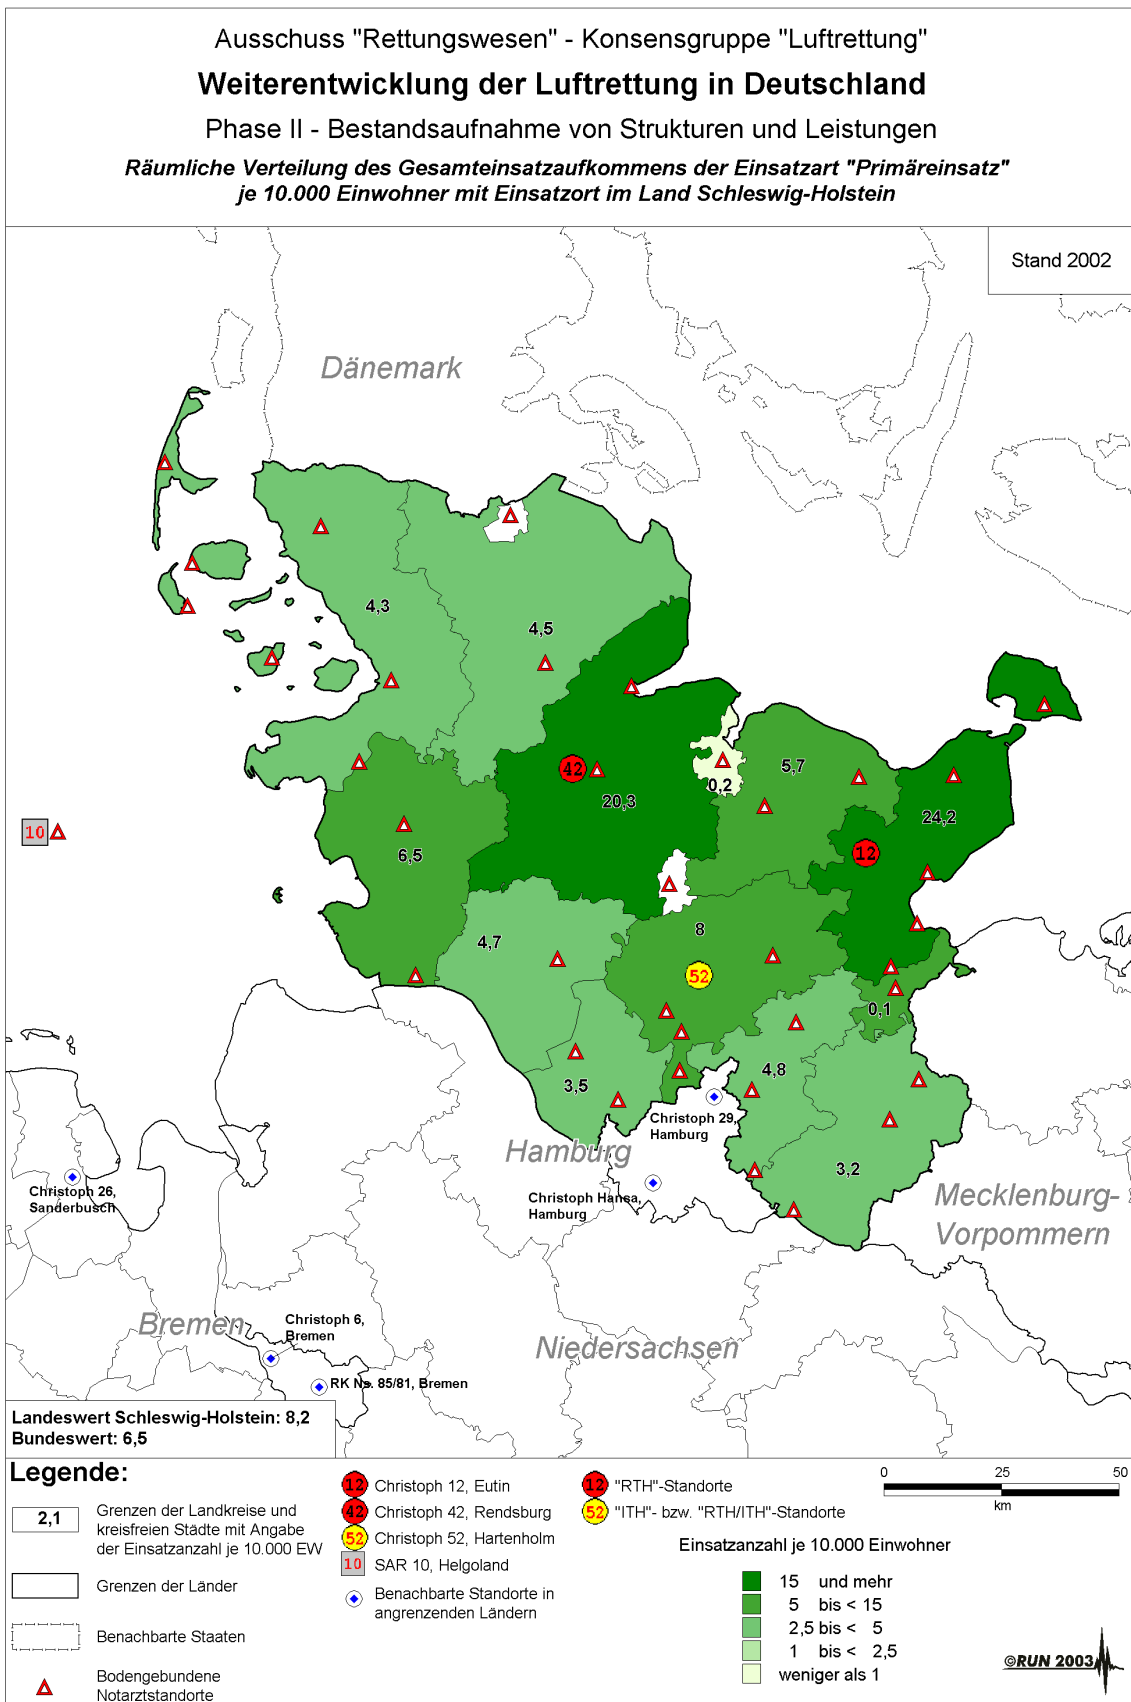 Ausschuss "Rettungswesen" - Konsensgruppe "Luftrettung"
Weiterentwicklung der Luftrettung in Deutschland
Phase II - Bestandsaufnahme von Strukturen und Leistungen
Räumliche Verteilung des Gesamteinsatzaufkommens der Einsatzart "Primäreinsatz"
je 10.000 Einwohner mit Einsatzort im Land Schleswig-Holstein
Stand 2002
Dänemark
4,3
4,5
42
20,3
0,2
5,7
24,2
12
10
6,5
4,7
8
52
0,1
3,5
4,8
Christoph 29,
Hamburg
Hamburg
3,2
Christoph Hansa,
Hamburg
Christoph 26,
Sanderbusch
Mecklenburg-
Vorpommern
Bremen
Christoph 6,
Bremen
Niedersachsen
RK Ns. 85/81, Bremen
Landeswert Schleswig-Holstein: 8,2
Bundeswert: 6,5
Legende:
2,1
Grenzen der Landkreise und
kreisfreien Städte mit Angabe
der Einsatzanzahl je 10.000 EW
Grenzen der Länder
Benachbarte Staaten
Bodengebundene
Notarztstandorte
12 Christoph 12, Eutin
42 Christoph 42, Rendsburg
52 Christoph 52, Hartenholm
10 SAR 10, Helgoland
Benachbarte Standorte in
angrenzenden Ländern
12 "RTH"-Standorte
52 "ITH"- bzw. "RTH/ITH"-Standorte
0 25 50
km
Einsatzanzahl je 10.000 Einwohner
15 und mehr
5 bis < 15
2,5 bis < 5
1 bis < 2,5
weniger als 1
©RUN 2003